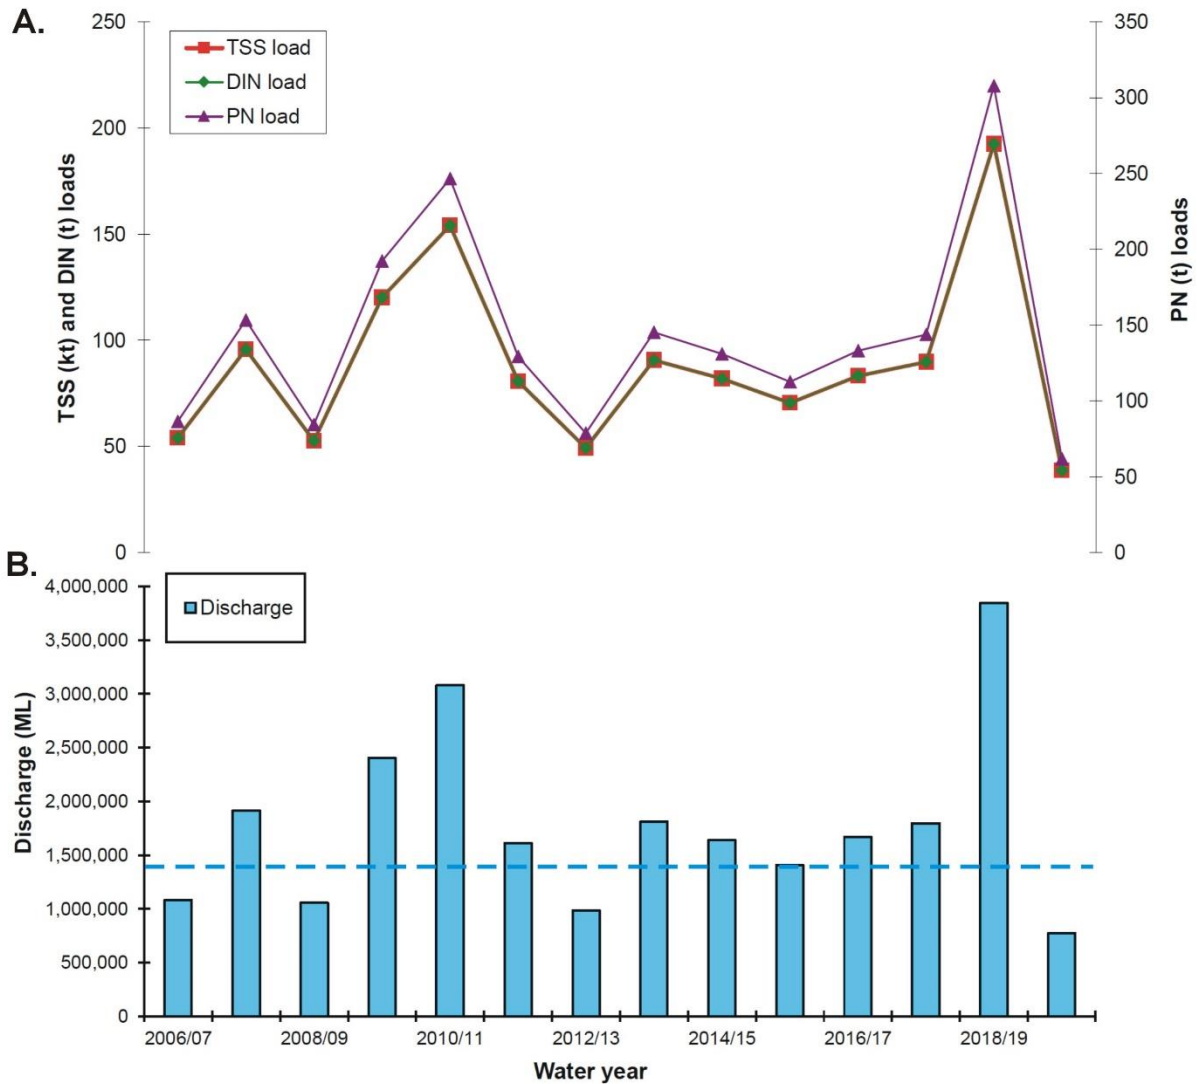 A.
250
200
150
100
50
0
TSS (kt) and DIN (t) loads
TSS load
DIN load
PN load
350
300
250
200
150
100
50
0
PN (t) loads
B.
4,000,000
3,500,000
3,000,000
2,500,000
2,000,000
1,500,000
1,000,000
500,000
0
Discharge (ML)
Discharge
2006/07 2008/09 2010/11 2012/13 2014/15 2016/17 2018/19
Water year